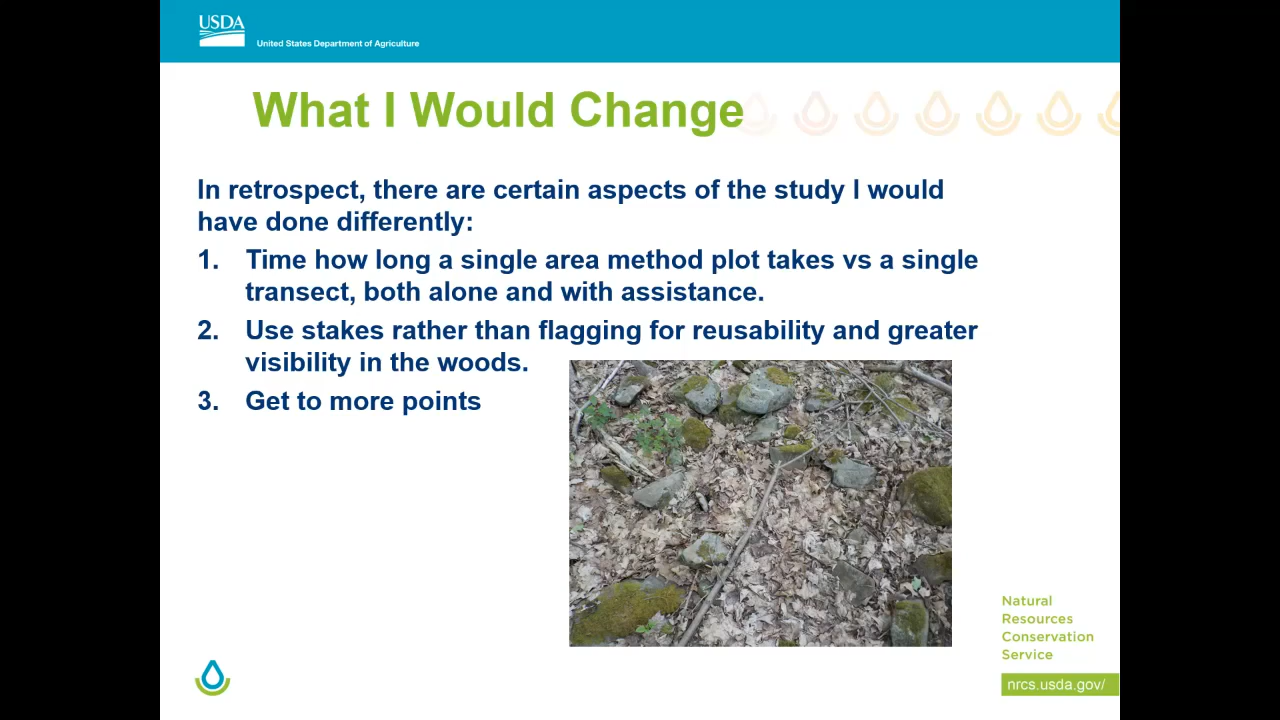 USDA
United States Department of Agriculture
What I Would Change
In retrospect, there are certain aspects of the study I would
have done differently:
1. Time how long a single area method plot takes vs a single
transect, both alone and with assistance.
2. Use stakes rather than flagging for reusability and greater
visibility in the woods.
3. Get to more points
Natural
Resources
Conservation
Service
nrcs.usda.gov/